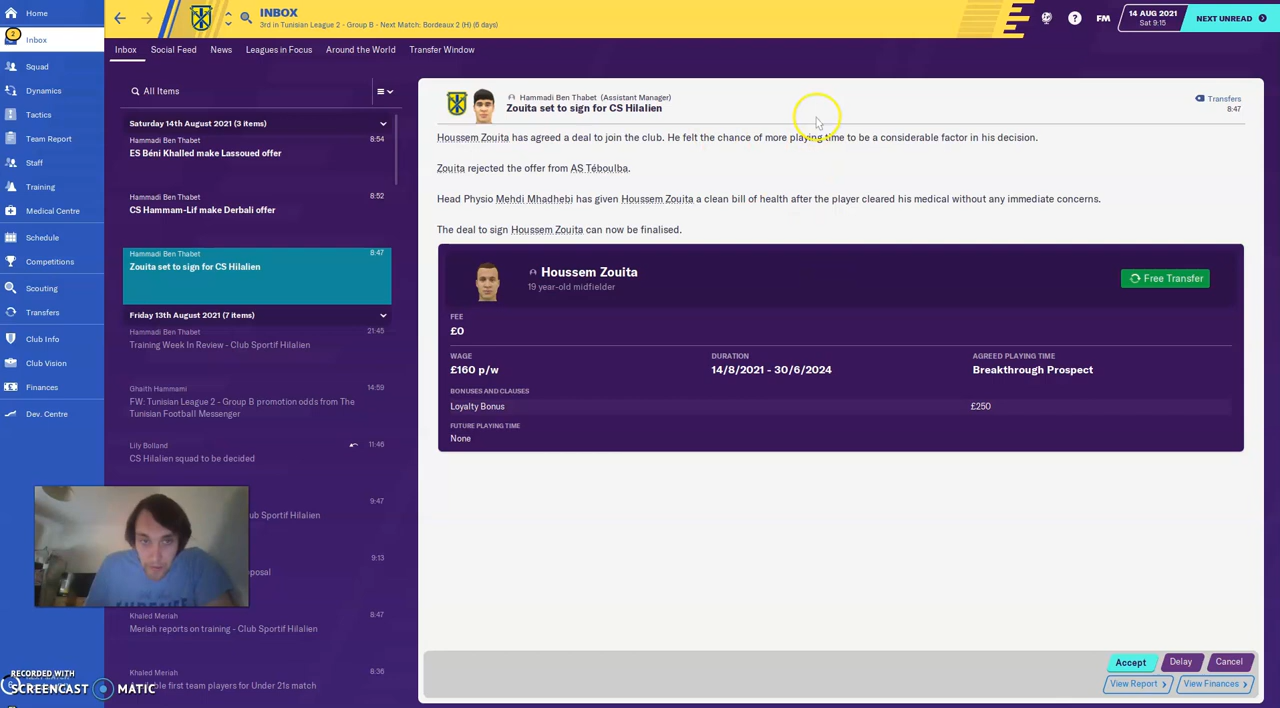 Home
INBOX
3rd in Tunisian League 2 - Group B - Next Match: Bordeaux 2 (H) (6 days)
FM
14 AUG 2021
Sat 9:15
NEXT UNREAD
2
Inbox
Squad
Dynamics
Tactics
Team Report
Staff
Training
Medical Centre
Schedule
Competitions
Scouting
Transfers
Club Info
Club Vision
Finances
Dev. Centre
Inbox
Social Feed
News
Leagues in Focus
Around the World
Transfer Window
All Items
Saturday 14th August 2021 (3 items)
Hammadi Ben Thabet
8:54
ES Béni Khalled make Lassoued offer
Hammadi Ben Thabet
8:52
CS Hammam-Lif make Derbali offer
Hammadi Ben Thabet
8:47
Zouita set to sign for CS Hilalien
Friday 13th August 2021 (7 items)
Hammadi Ben Thabet
21:45
Training Week In Review - Club Sportif Hilalien
Ghaith Hammami
14:59
FW: Tunisian League 2 - Group B promotion odds from The
Tunisian Football Messenger
Lily Bolland
11:46
CS Hilalien squad to be decided
9:47
ub Sportif Hilalien
9:13
posal
Khaled Meriah
8:47
Meriah reports on training - Club Sportif Hilalien
Khaled Meriah
8:36
first team players for Under 21s match
Hammadi Ben Thabet (Assistant Manager)
Zouita set to sign for CS Hilalien
Transfers
8:47
Houssem Zouita has agreed a deal to join the club. He felt the chance of more playing time to be a considerable factor in his decision.
Zouita rejected the offer from AS Téboulba.
Head Physio Mehdi Mhadhebi has given Houssem Zouita a clean bill of health after the player cleared his medical without any immediate concerns.
The deal to sign Houssem Zouita can now be finalised.
Houssem Zouita
19 year-old midfielder
Free Transfer
FEE
£0
WAGE
£160 p/w
DURATION
14/8/2021 - 30/6/2024
AGREED PLAYING TIME
Breakthrough Prospect
BONUSES AND CLAUSES
Loyalty Bonus
£250
FUTURE PLAYING TIME
None
Accept
Delay
Cancel
View Report
View Finances
RECORDED WITH
SCREENCAST MATIC